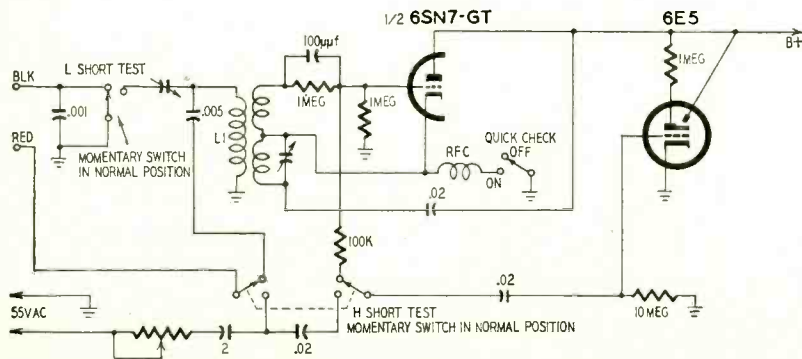 1/2 6SN7-GT
6E5
B+
100µµf
1MEG
1MEG
1MEG
BLK
L SHORT TEST
.001
.005
L1
RED
MOMENTARY SWITCH
IN NORMAL POSITION
RFC
QUICK CHECK
OFF
ON
.02
100K
.02
10MEG
55VAC
H SHORT TEST
MOMENTARY SWITCH IN NORMAL POSITION
2
.02